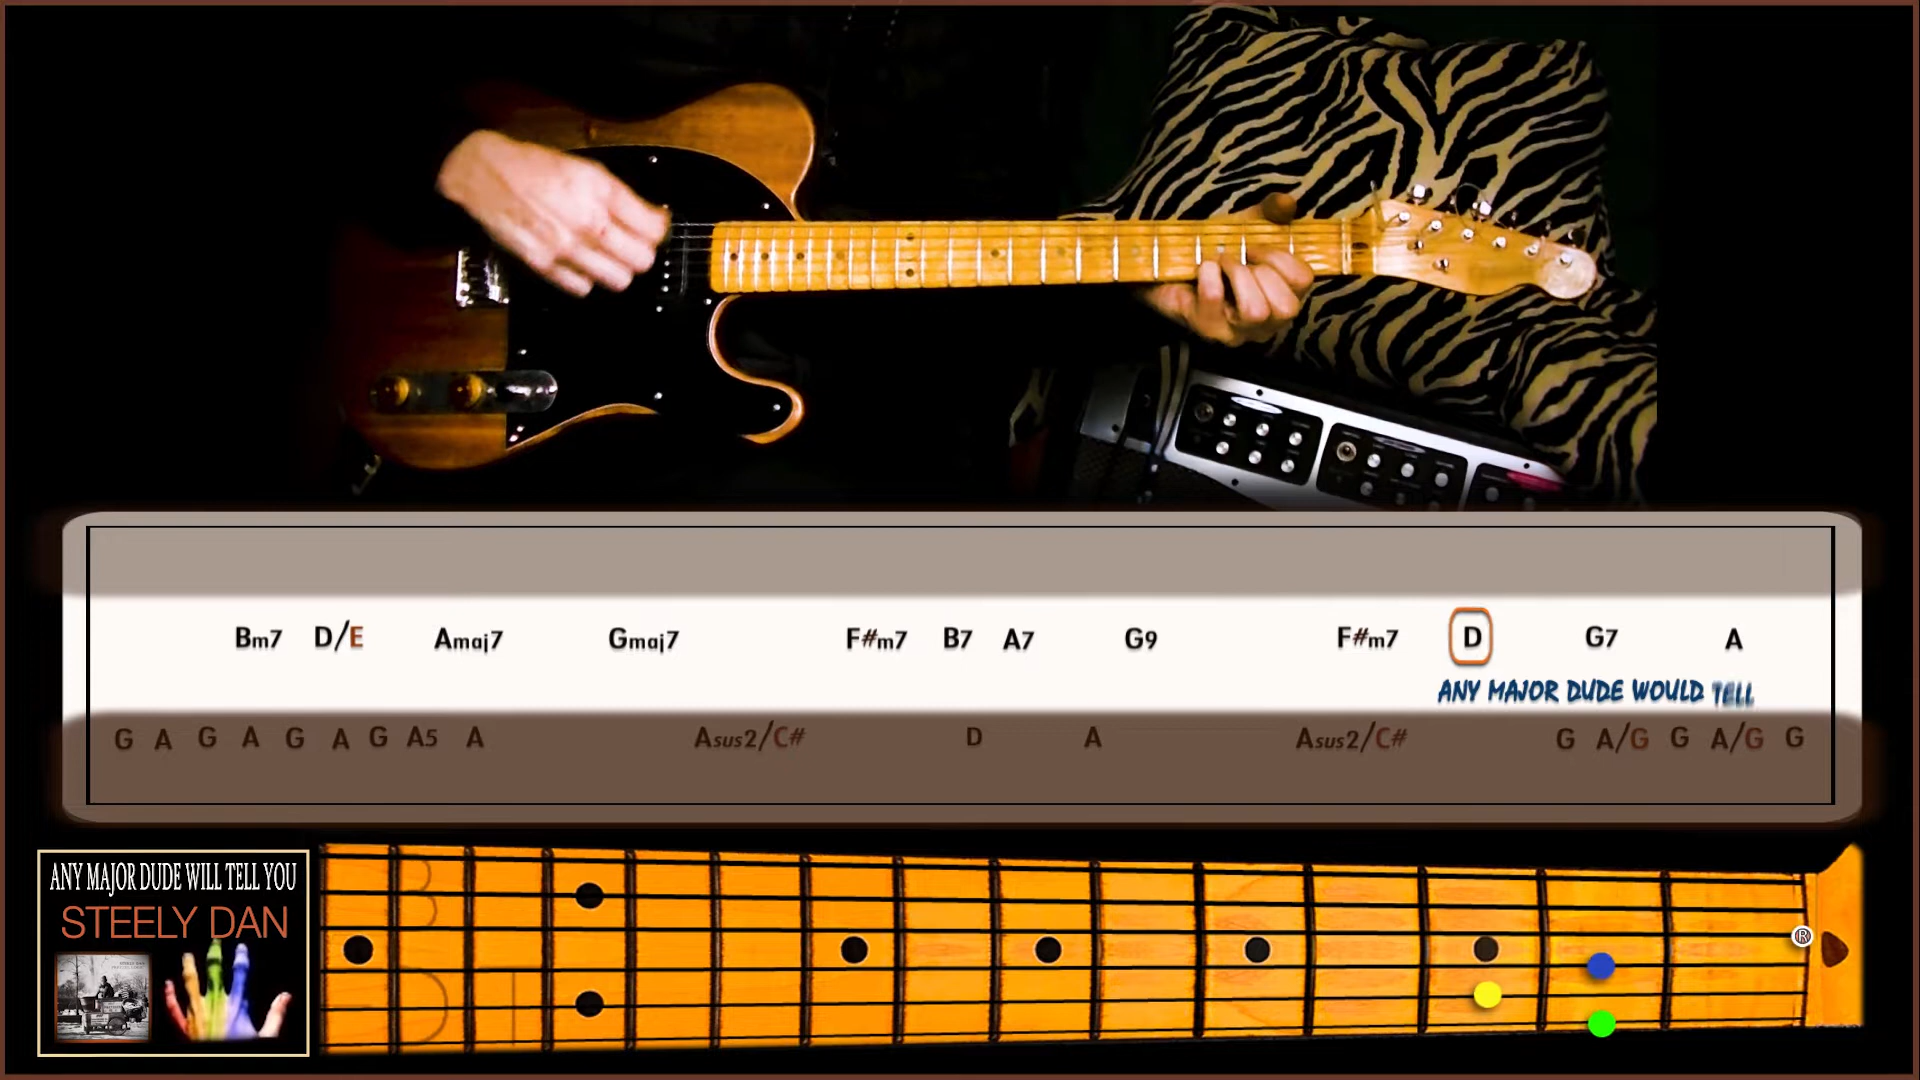 Bm7 D/E Amaj7 Gmaj7 F#m7 B7 A7 G9 F#m7 D G7 A
ANY MAJOR DUDE WOULD TELL
G A G A G A G A5 A Asus2/C# D A Asus2/C# G A/G G A/G G
ANY MAJOR DUDE WILL TELL YOU
STEELY DAN
®